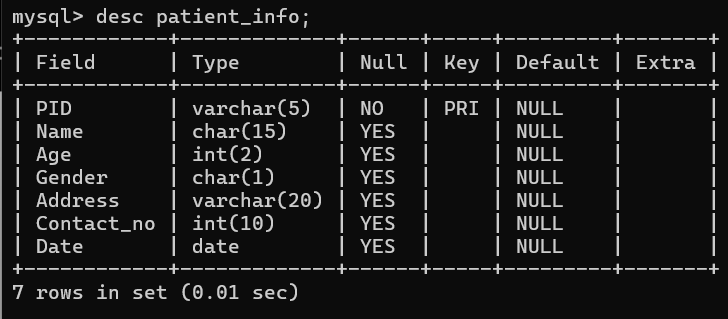 mysql> desc patient_info;
+------------+-------------+------+-----+---------+-------+
| Field      | Type        | Null | Key | Default | Extra |
+------------+-------------+------+-----+---------+-------+
| PID        | varchar(5)  | NO   | PRI | NULL    |       |
| Name       | char(15)    | YES  |     | NULL    |       |
| Age        | int(2)      | YES  |     | NULL    |       |
| Gender     | char(1)     | YES  |     | NULL    |       |
| Address    | varchar(20) | YES  |     | NULL    |       |
| Contact_no | int(10)     | YES  |     | NULL    |       |
| Date       | date        | YES  |     | NULL    |       |
+------------+-------------+------+-----+---------+-------+
7 rows in set (0.01 sec)